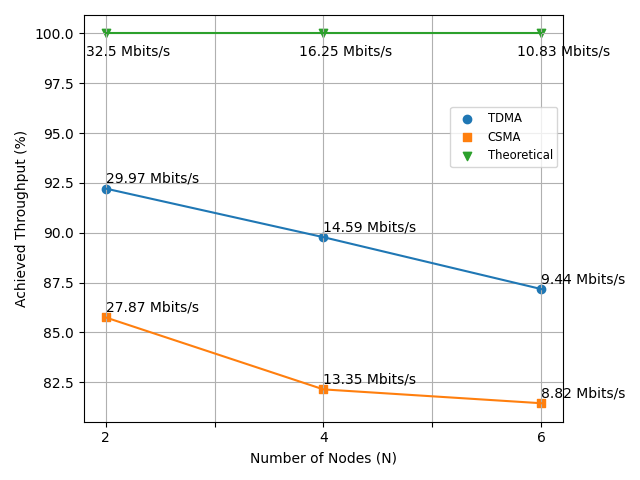 100.0
32.5 Mbits/s 16.25 Mbits/s 10.83 Mbits/s
97.5
95.0
TDMA
CSMA
Theoretical
92.5
29.97 Mbits/s
90.0
14.59 Mbits/s
87.5
9.44 Mbits/s
27.87 Mbits/s
85.0
82.5
13.35 Mbits/s
8.82 Mbits/s
Achieved Throughput (%)
2 4 6
Number of Nodes (N)